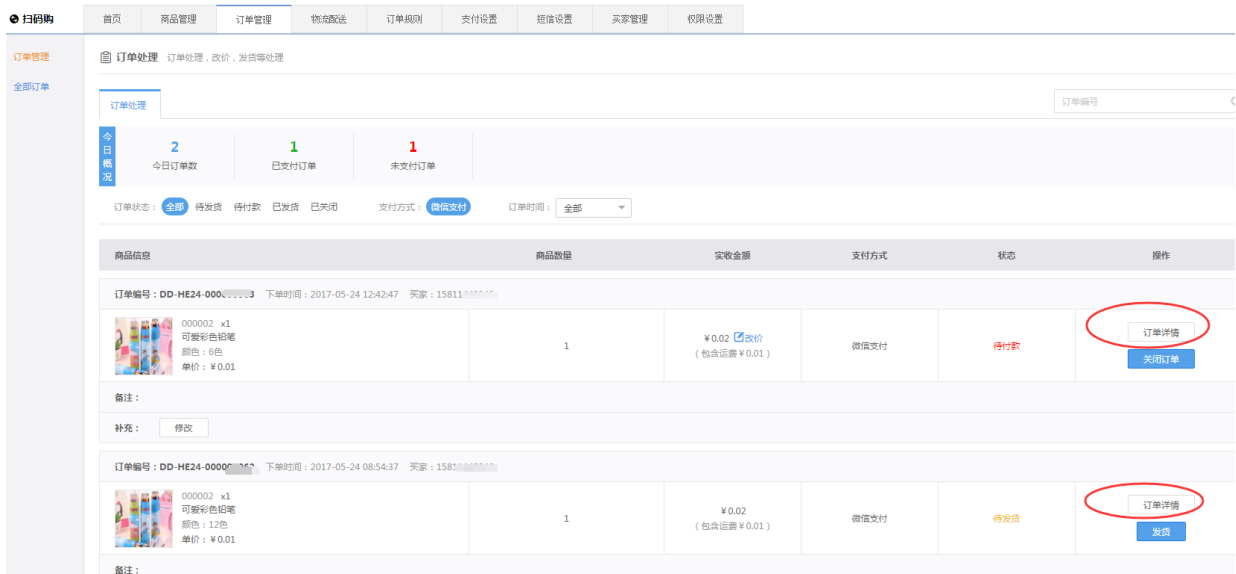 扫码购 首页 商品管理 订单管理 物流配送 订单规则 支付设置 短信设置 买家管理 权限设置
订单管理
全部订单
订单处理 订单处理，改价，发货等处理
订单处理 订单编号
今日概况
2 1 1
今日订单数 已支付订单 未支付订单
订单状态： 全部 待发货 待付款 已发货 已关闭 支付方式： 微信支付 订单时间： 全部
商品信息 商品数量 实收金额 支付方式 状态 操作
订单编号：DD-HE24-000 3 下单时间：2017-05-24 12:42:47 买家：15811
000002 x1
可爱彩色铅笔
颜色：6色
单价：￥0.01
1
￥0.02 改价
（包含运费￥0.01）
微信支付
待付款
订单详情
关闭订单
备注：
补充： 修改
订单编号：DD-HE24-0000 下单时间：2017-05-24 08:54:37 买家：1581
000002 x1
可爱彩色铅笔
颜色：12色
单价：￥0.01
1
￥0.02
（包含运费￥0.01）
微信支付
待发货
订单详情
发货
备注：